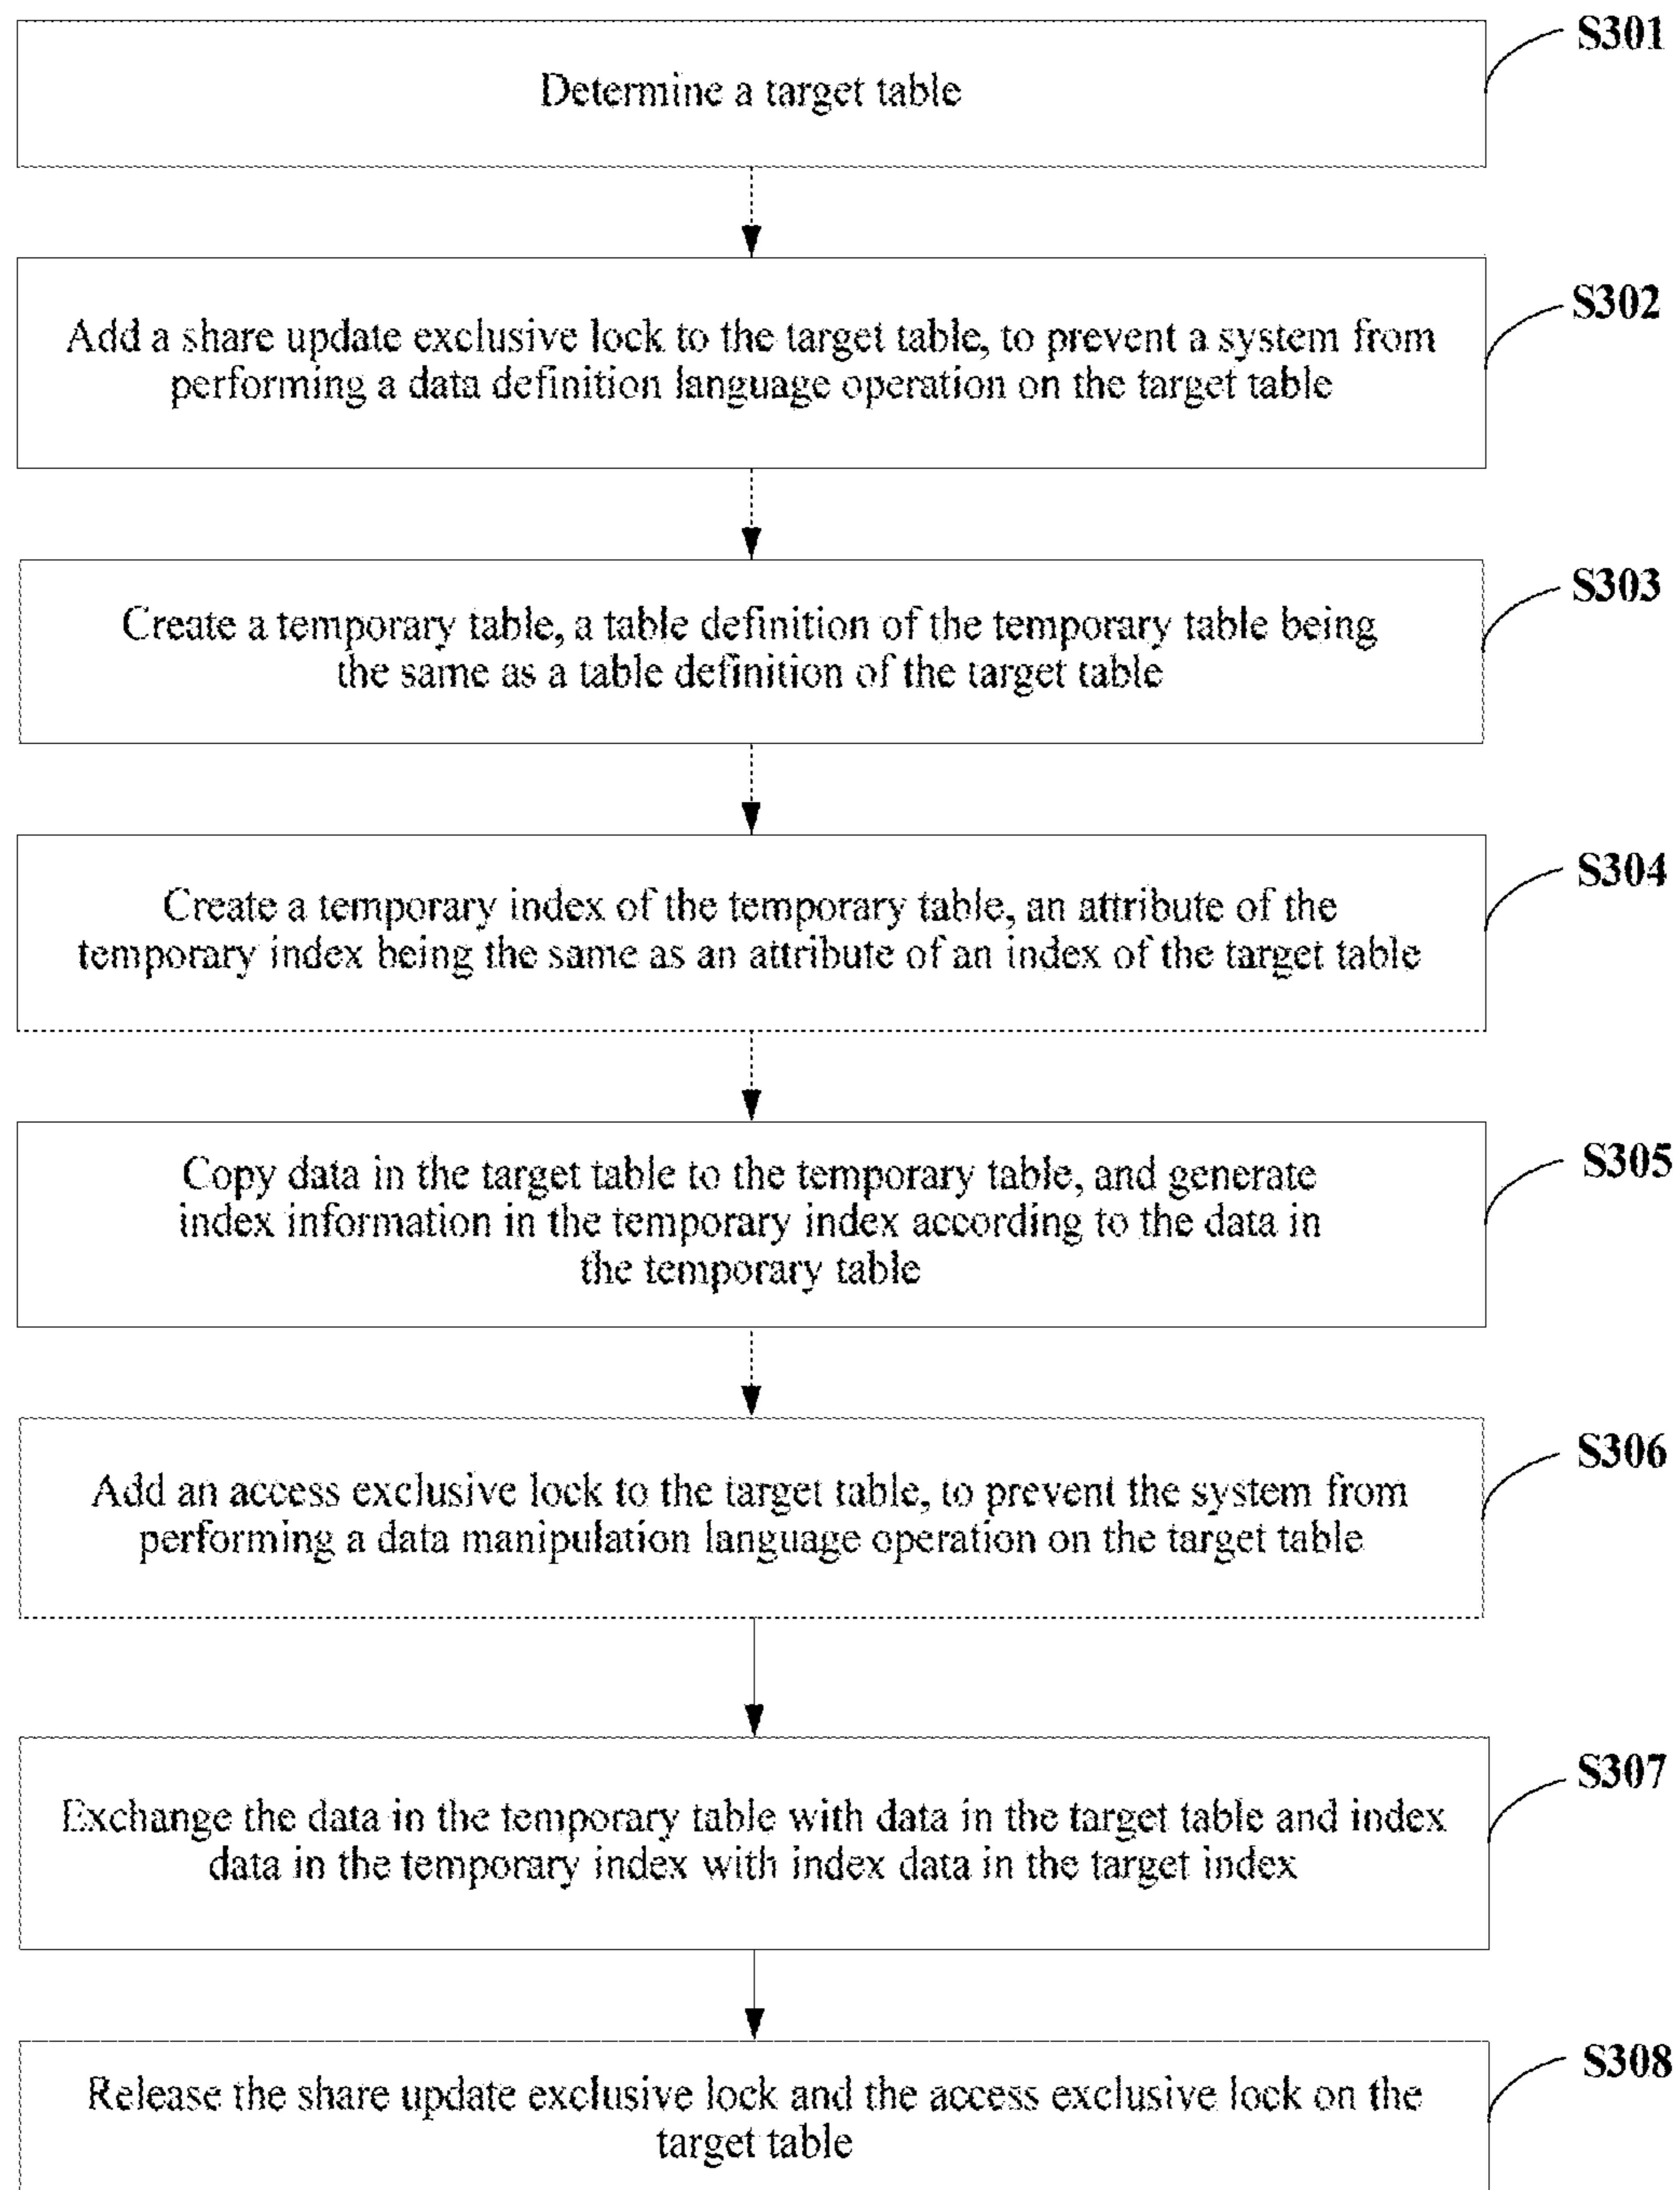 S301
Determine a target table
S302
Add a share update exclusive lock to the target table, to prevent a system from
performing a data definition language operation on the target table
S303
Create a temporary table, a table definition of the temporary table being
the same as a table definition of the target table
S304
Create a temporary index of the temporary table, an attribute of the
temporary index being the same as an attribute of an index of the target table
S305
Copy data in the target table to the temporary table, and generate
index information in the temporary index according to the data in
the temporary table
S306
Add an access exclusive lock to the target table, to prevent the system from
performing a data manipulation language operation on the target table
S307
Exchange the data in the temporary table with data in the target table and index
data in the temporary index with index data in the target index
S308
Release the share update exclusive lock and the access exclusive lock on the
target table